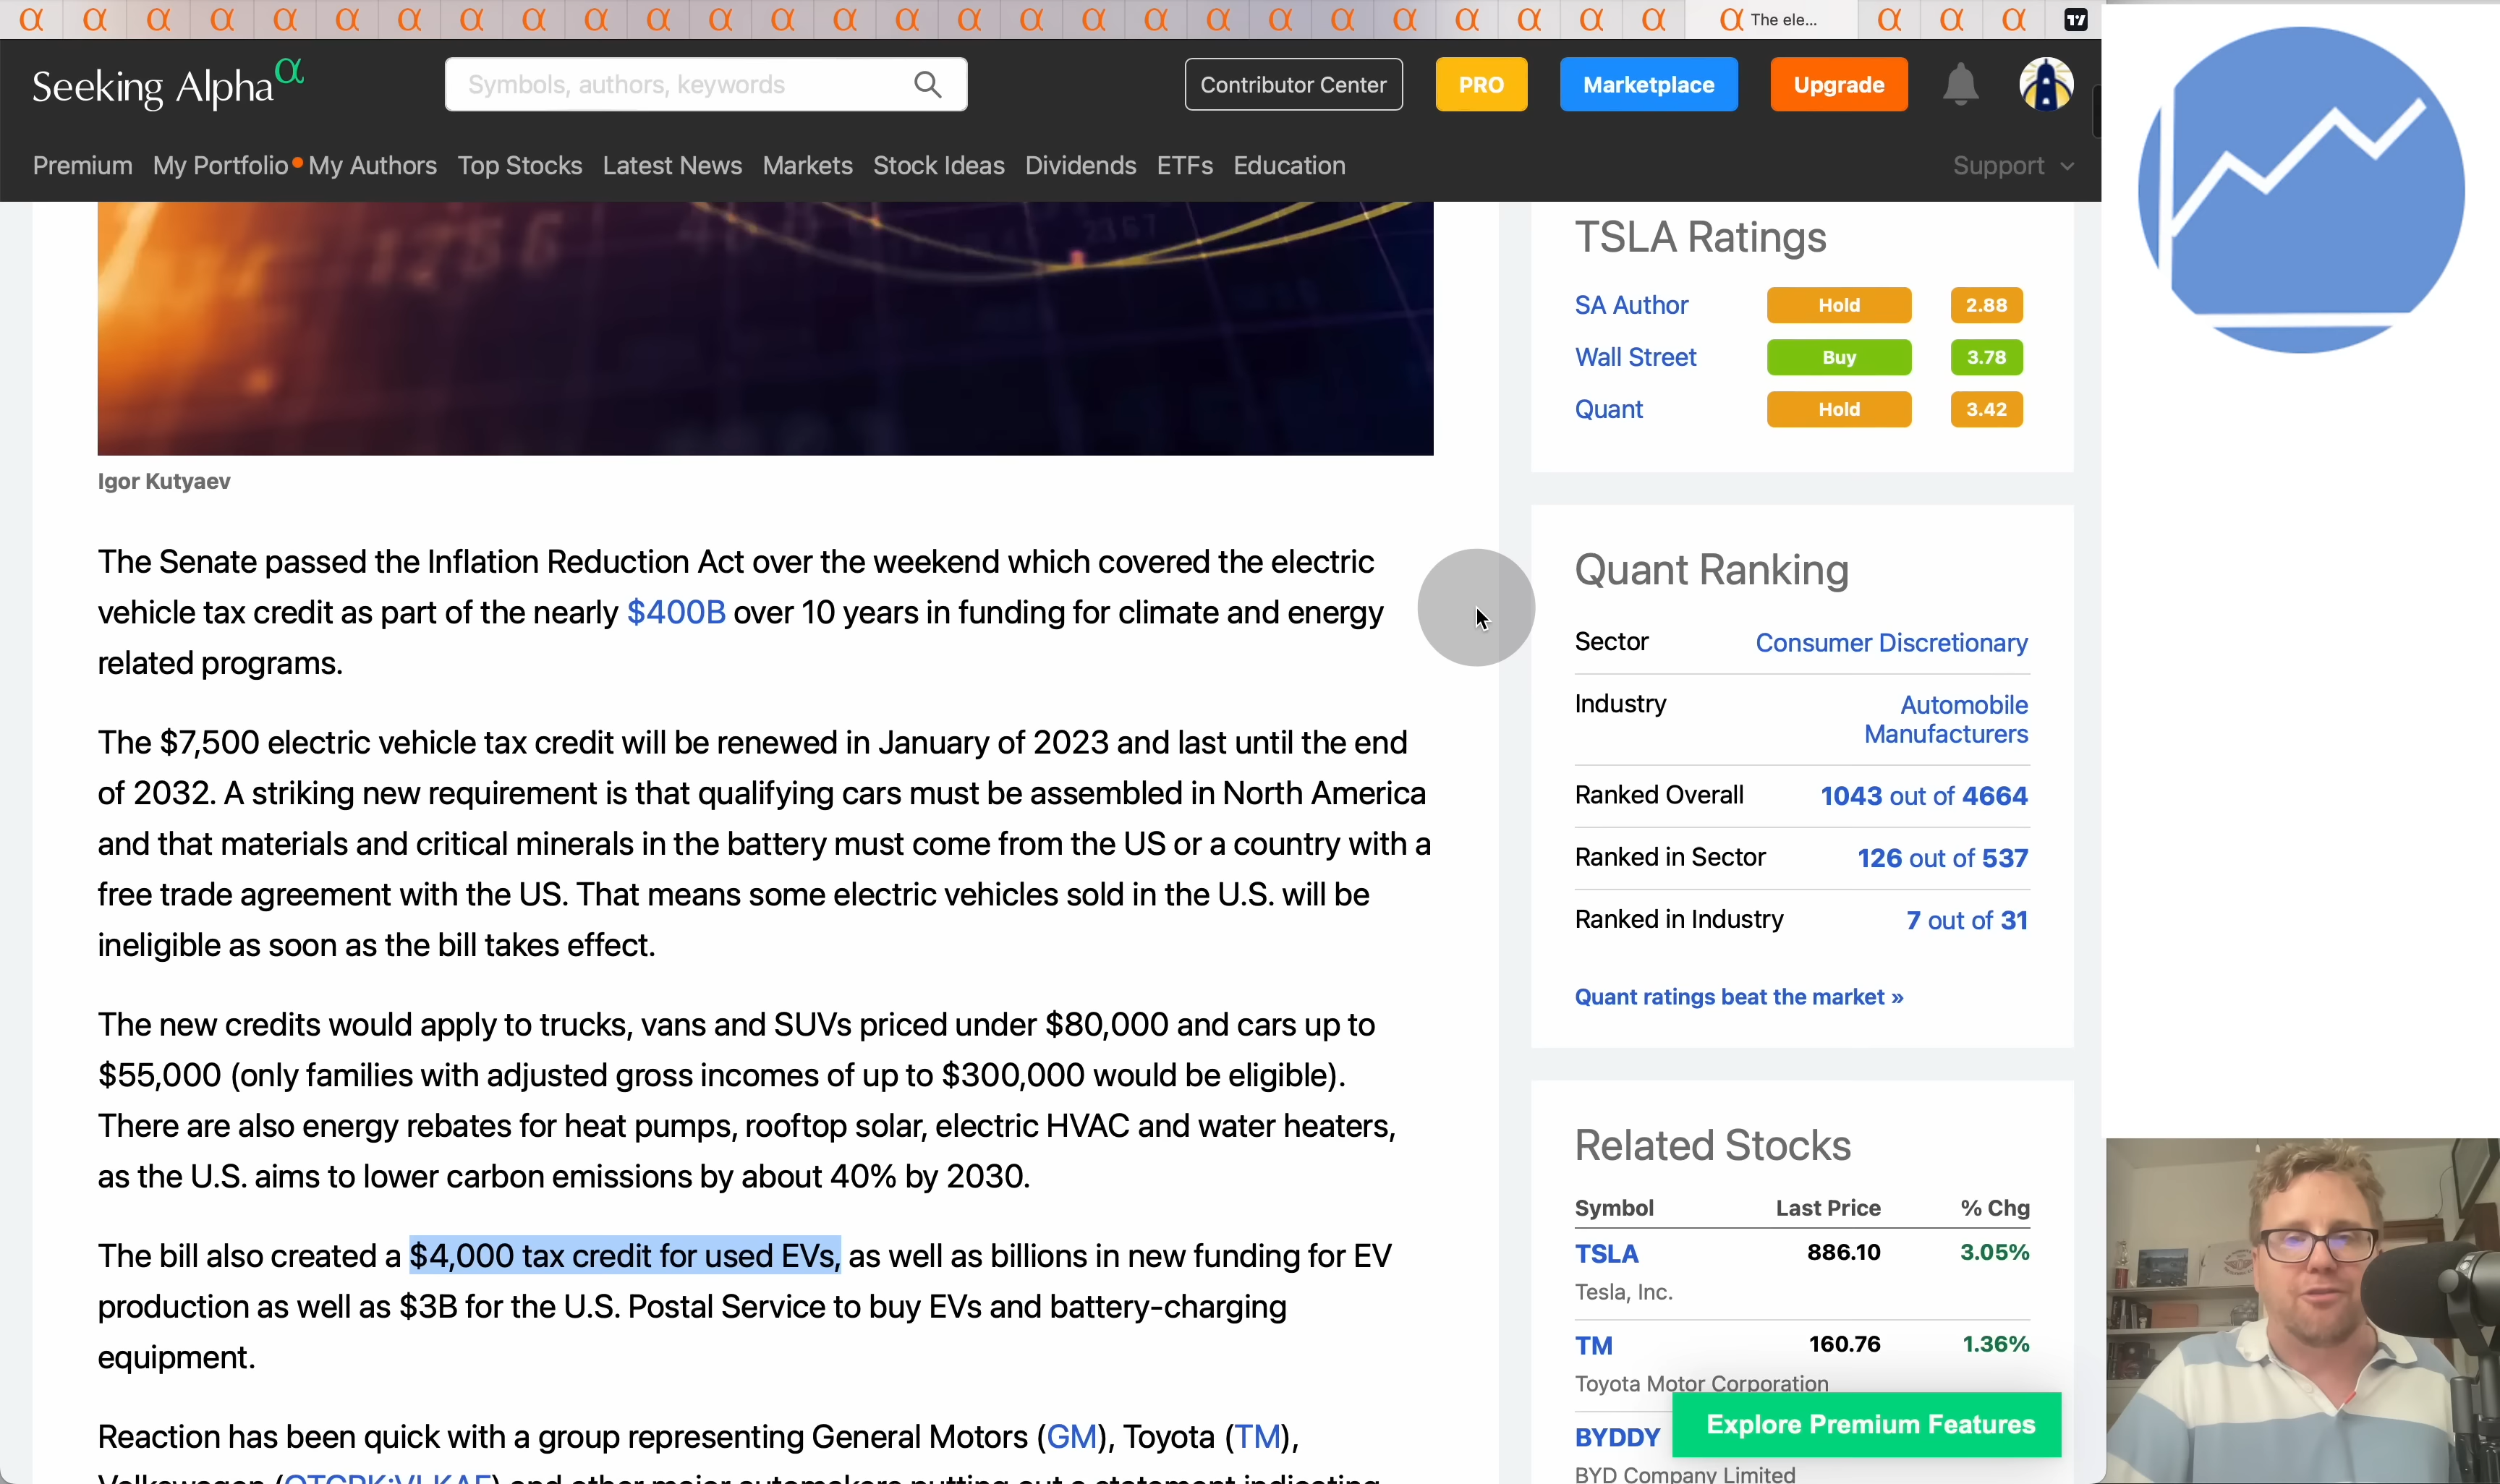 The ele...
Seeking Alpha α
Symbols, authors, keywords
Contributor Center
PRO
Marketplace
Upgrade
Premium My Portfolio My Authors Top Stocks Latest News Markets Stock Ideas Dividends ETFs Education
Support
1256
2367
Igor Kutyaev
The Senate passed the Inflation Reduction Act over the weekend which covered the electric
vehicle tax credit as part of the nearly $400B over 10 years in funding for climate and energy
related programs.
The $7,500 electric vehicle tax credit will be renewed in January of 2023 and last until the end
of 2032. A striking new requirement is that qualifying cars must be assembled in North America
and that materials and critical minerals in the battery must come from the US or a country with a
free trade agreement with the US. That means some electric vehicles sold in the U.S. will be
ineligible as soon as the bill takes effect.
The new credits would apply to trucks, vans and SUVs priced under $80,000 and cars up to
$55,000 (only families with adjusted gross incomes of up to $300,000 would be eligible).
There are also energy rebates for heat pumps, rooftop solar, electric HVAC and water heaters,
as the U.S. aims to lower carbon emissions by about 40% by 2030.
The bill also created a $4,000 tax credit for used EVs, as well as billions in new funding for EV
production as well as $3B for the U.S. Postal Service to buy EVs and battery-charging
equipment.
Reaction has been quick with a group representing General Motors (GM), Toyota (TM),
Volkswagen (OTCPK:VLKAF) and other major automakers putting out a statement indicating
TSLA Ratings
SA Author Hold 2.88
Wall Street Buy 3.78
Quant Hold 3.42
Quant Ranking
Sector Consumer Discretionary
Industry Automobile
Manufacturers
Ranked Overall 1043 out of 4664
Ranked in Sector 126 out of 537
Ranked in Industry 7 out of 31
Quant ratings beat the market »
Related Stocks
Symbol Last Price % Chg
TSLA 886.10 3.05%
Tesla, Inc.
TM 160.76 1.36%
Toyota Motor Corporation
BYDDY
BYD Company Limited
Explore Premium Features